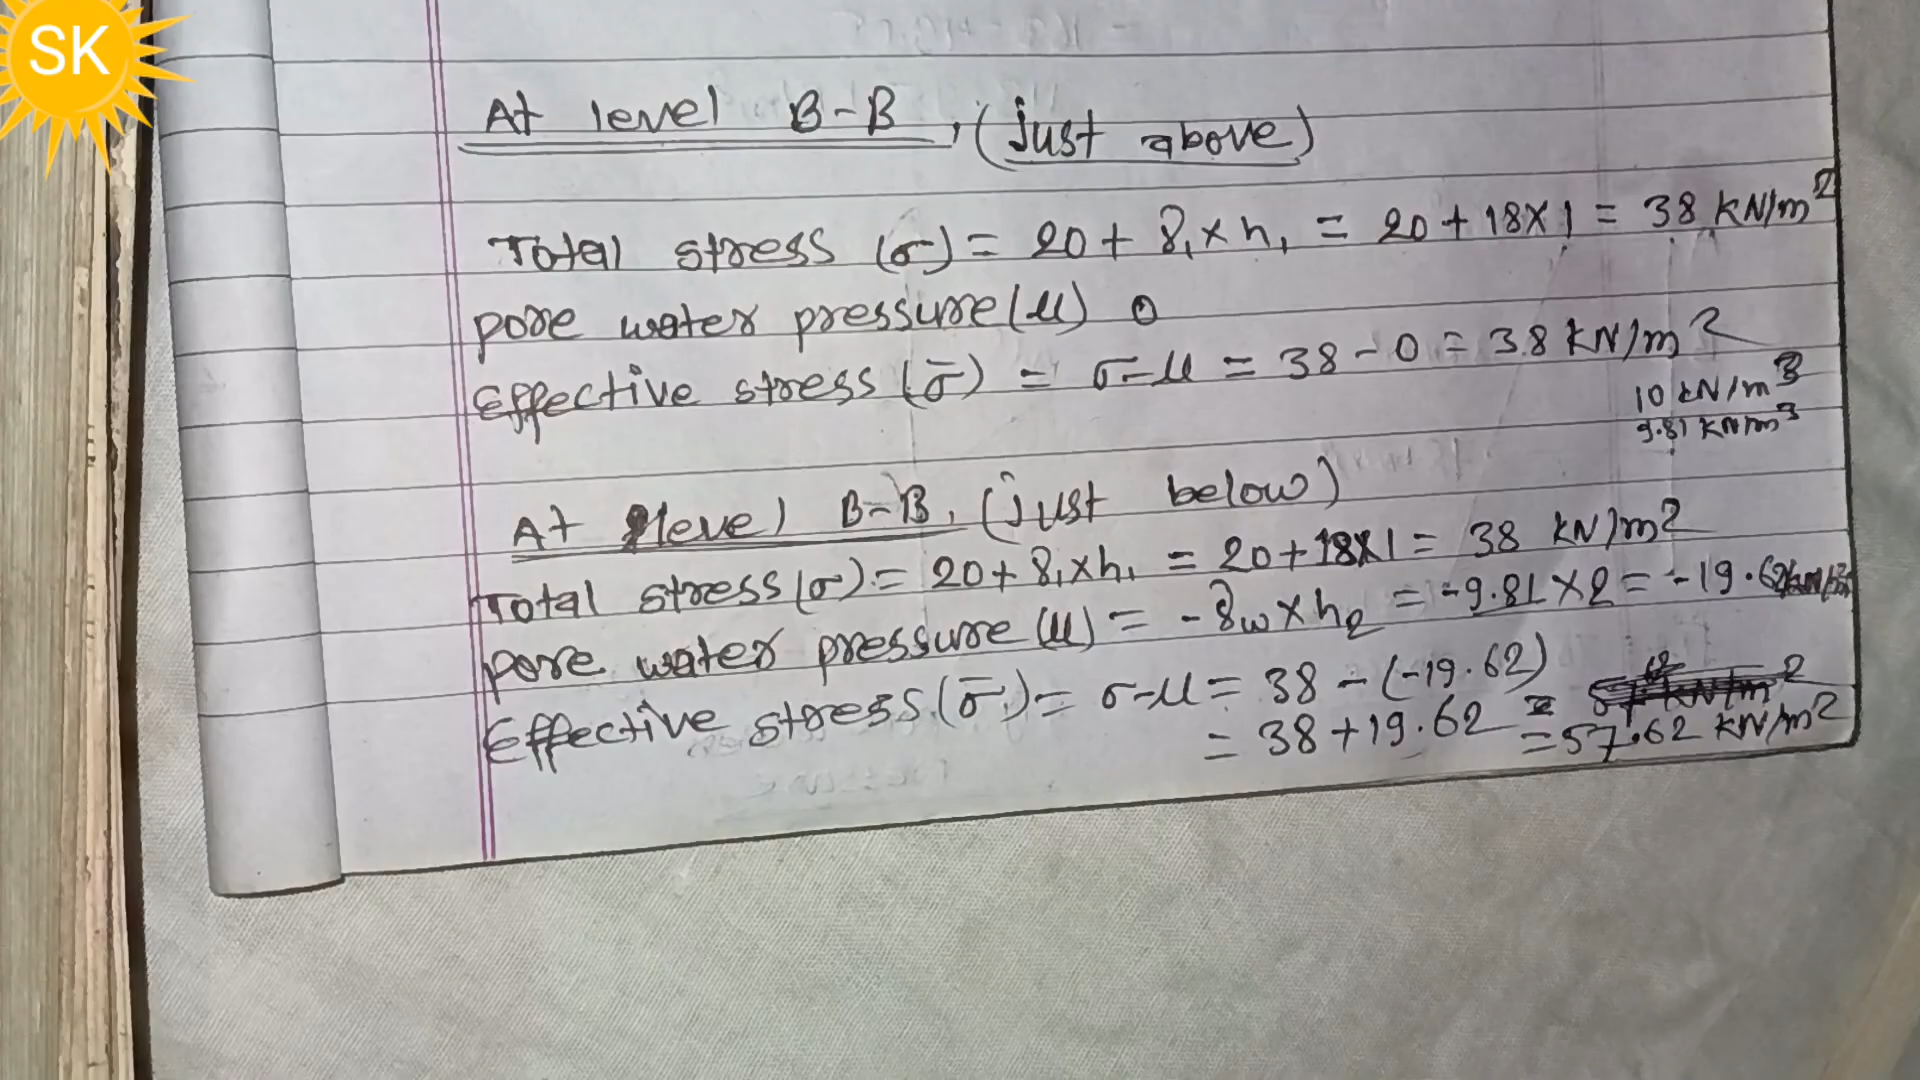 SK
At level B-B, (just above)
Total stress (σ) = 20 + γ₁ × h₁ = 20 + 18 × 1 = 38 kN/m²
pore water pressure (u) 0
Effective stress (σ̄) = σ-u = 38 - 0 = 38 kN/m²
10 kN/m³
9.81 kN/m³
At level B-B, (just below)
Total stress (σ) = 20 + γ₁ × h₁ = 20 + 18 × 1 = 38 kN/m²
pore water pressure (u) = -γw × h₂ = -9.81 × 2 = -19.62
Effective stress (σ̄) = σ-u = 38 - (-19.62)
= 38 + 19.62 = 57.62 kN/m²